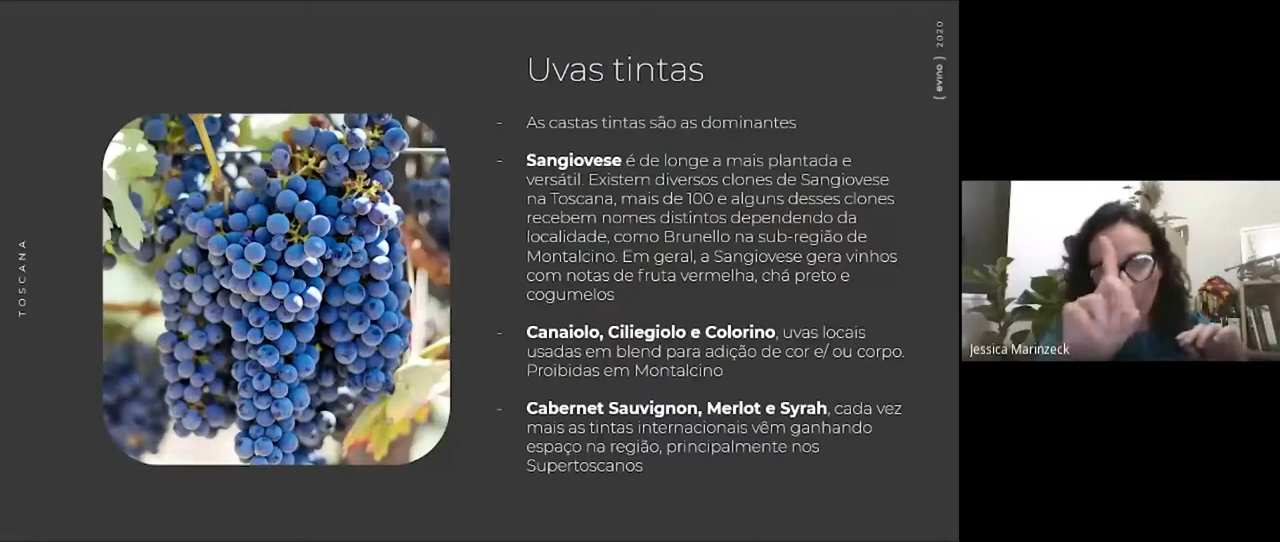 Uvas tintas
- As castas tintas são as dominantes
- Sangiovese é de longe a mais plantada e
versátil. Existem diversos clones de Sangiovese
na Toscana, mais de 100 e alguns desses clones
recebem nomes distintos dependendo da
localidade, como Brunello na sub-região de
Montalcino. Em geral, a Sangiovese gera vinhos
com notas de fruta vermelha, chá preto e
cogumelos
- Canaiolo, Ciliegiolo e Colorino, uvas locais
usadas em blend para adição de cor e/ ou corpo.
Proibidas em Montalcino
- Cabernet Sauvignon, Merlot e Syrah, cada vez
mais as tintas internacionais vêm ganhando
espaço na região, principalmente nos
Supertoscanos
TOSCANA
{ evino } 2020
Jessica Marinzeck